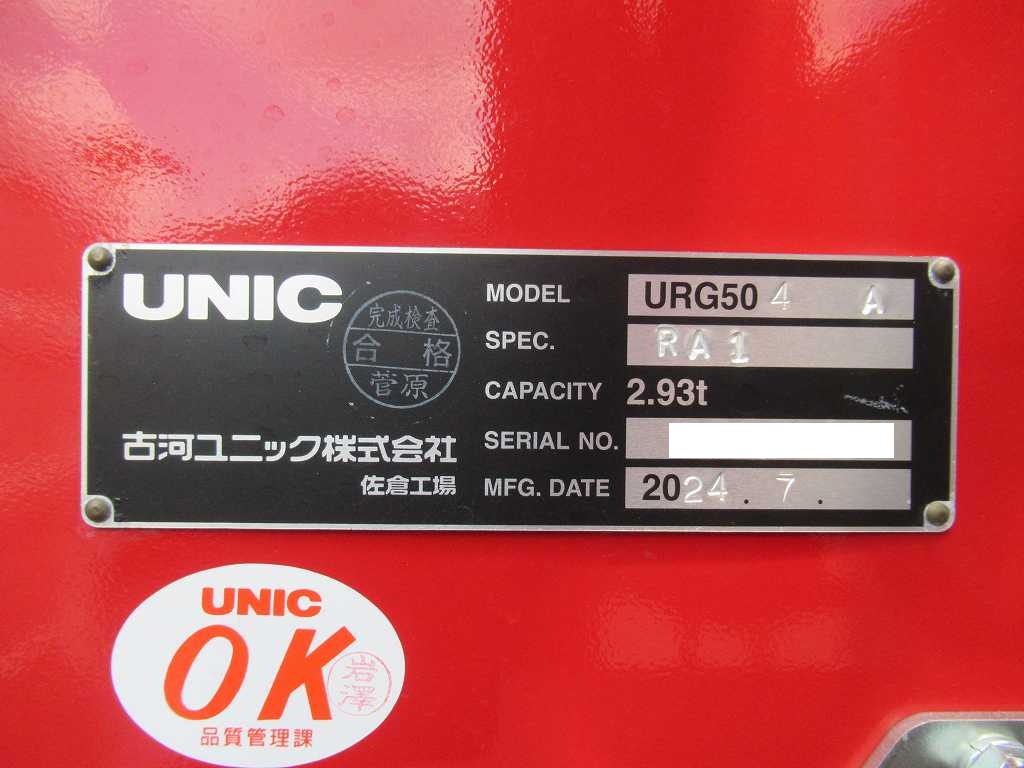 UNIC
完成検査
合格
菅原
古河ユニック株式会社
佐倉工場
MODEL URG50 4 A
SPEC. RA1
CAPACITY 2.93t
SERIAL NO.
MFG. DATE 2024.7.
UNIC
OK
岩澤
品質管理課